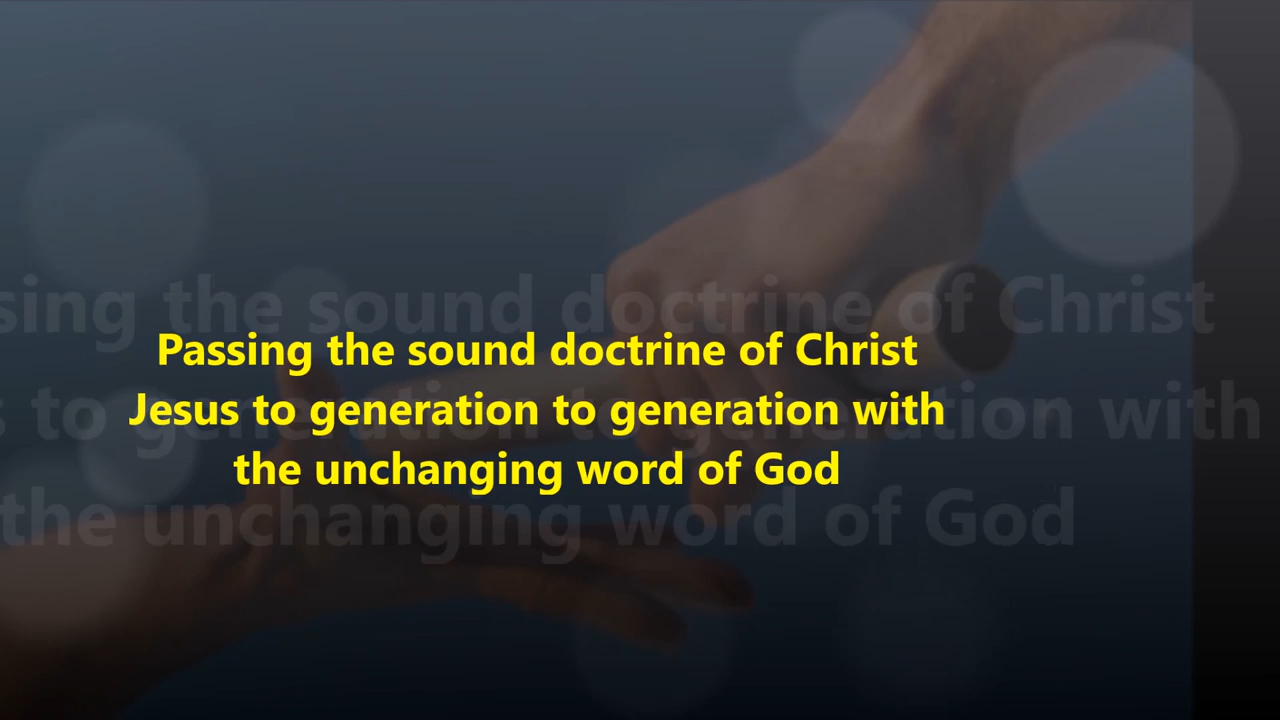 Passing the sound doctrine of Christ
Jesus to generation to generation with
the unchanging word of God